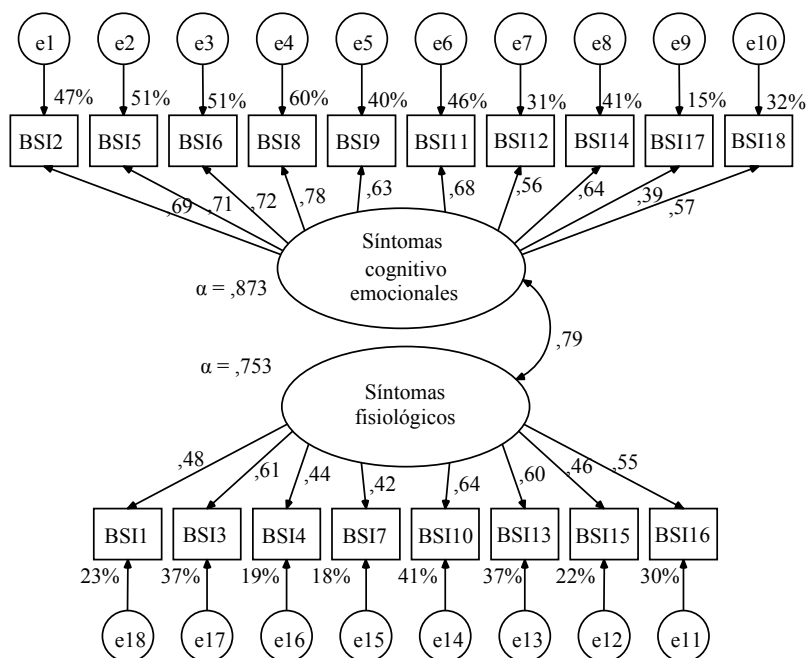 e1 e2 e3 e4 e5 e6 e7 e8 e9 e10
47% 51% 51% 60% 40% 46% 31% 41% 15% 32%
BSI2 BSI5 BSI6 BSI8 BSI9 BSI11 BSI12 BSI14 BSI17 BSI18
,69 ,71 ,72 ,78 ,63 ,68 ,56 ,64 ,39 ,57
Síntomas
cognitivo
emocionales
α = ,873
,79
α = ,753
Síntomas
fisiológicos
,48 ,61 ,44 ,42 ,64 ,60 ,46 ,55
BSI1 BSI3 BSI4 BSI7 BSI10 BSI13 BSI15 BSI16
23% 37% 19% 18% 41% 37% 22% 30%
e18 e17 e16 e15 e14 e13 e12 e11